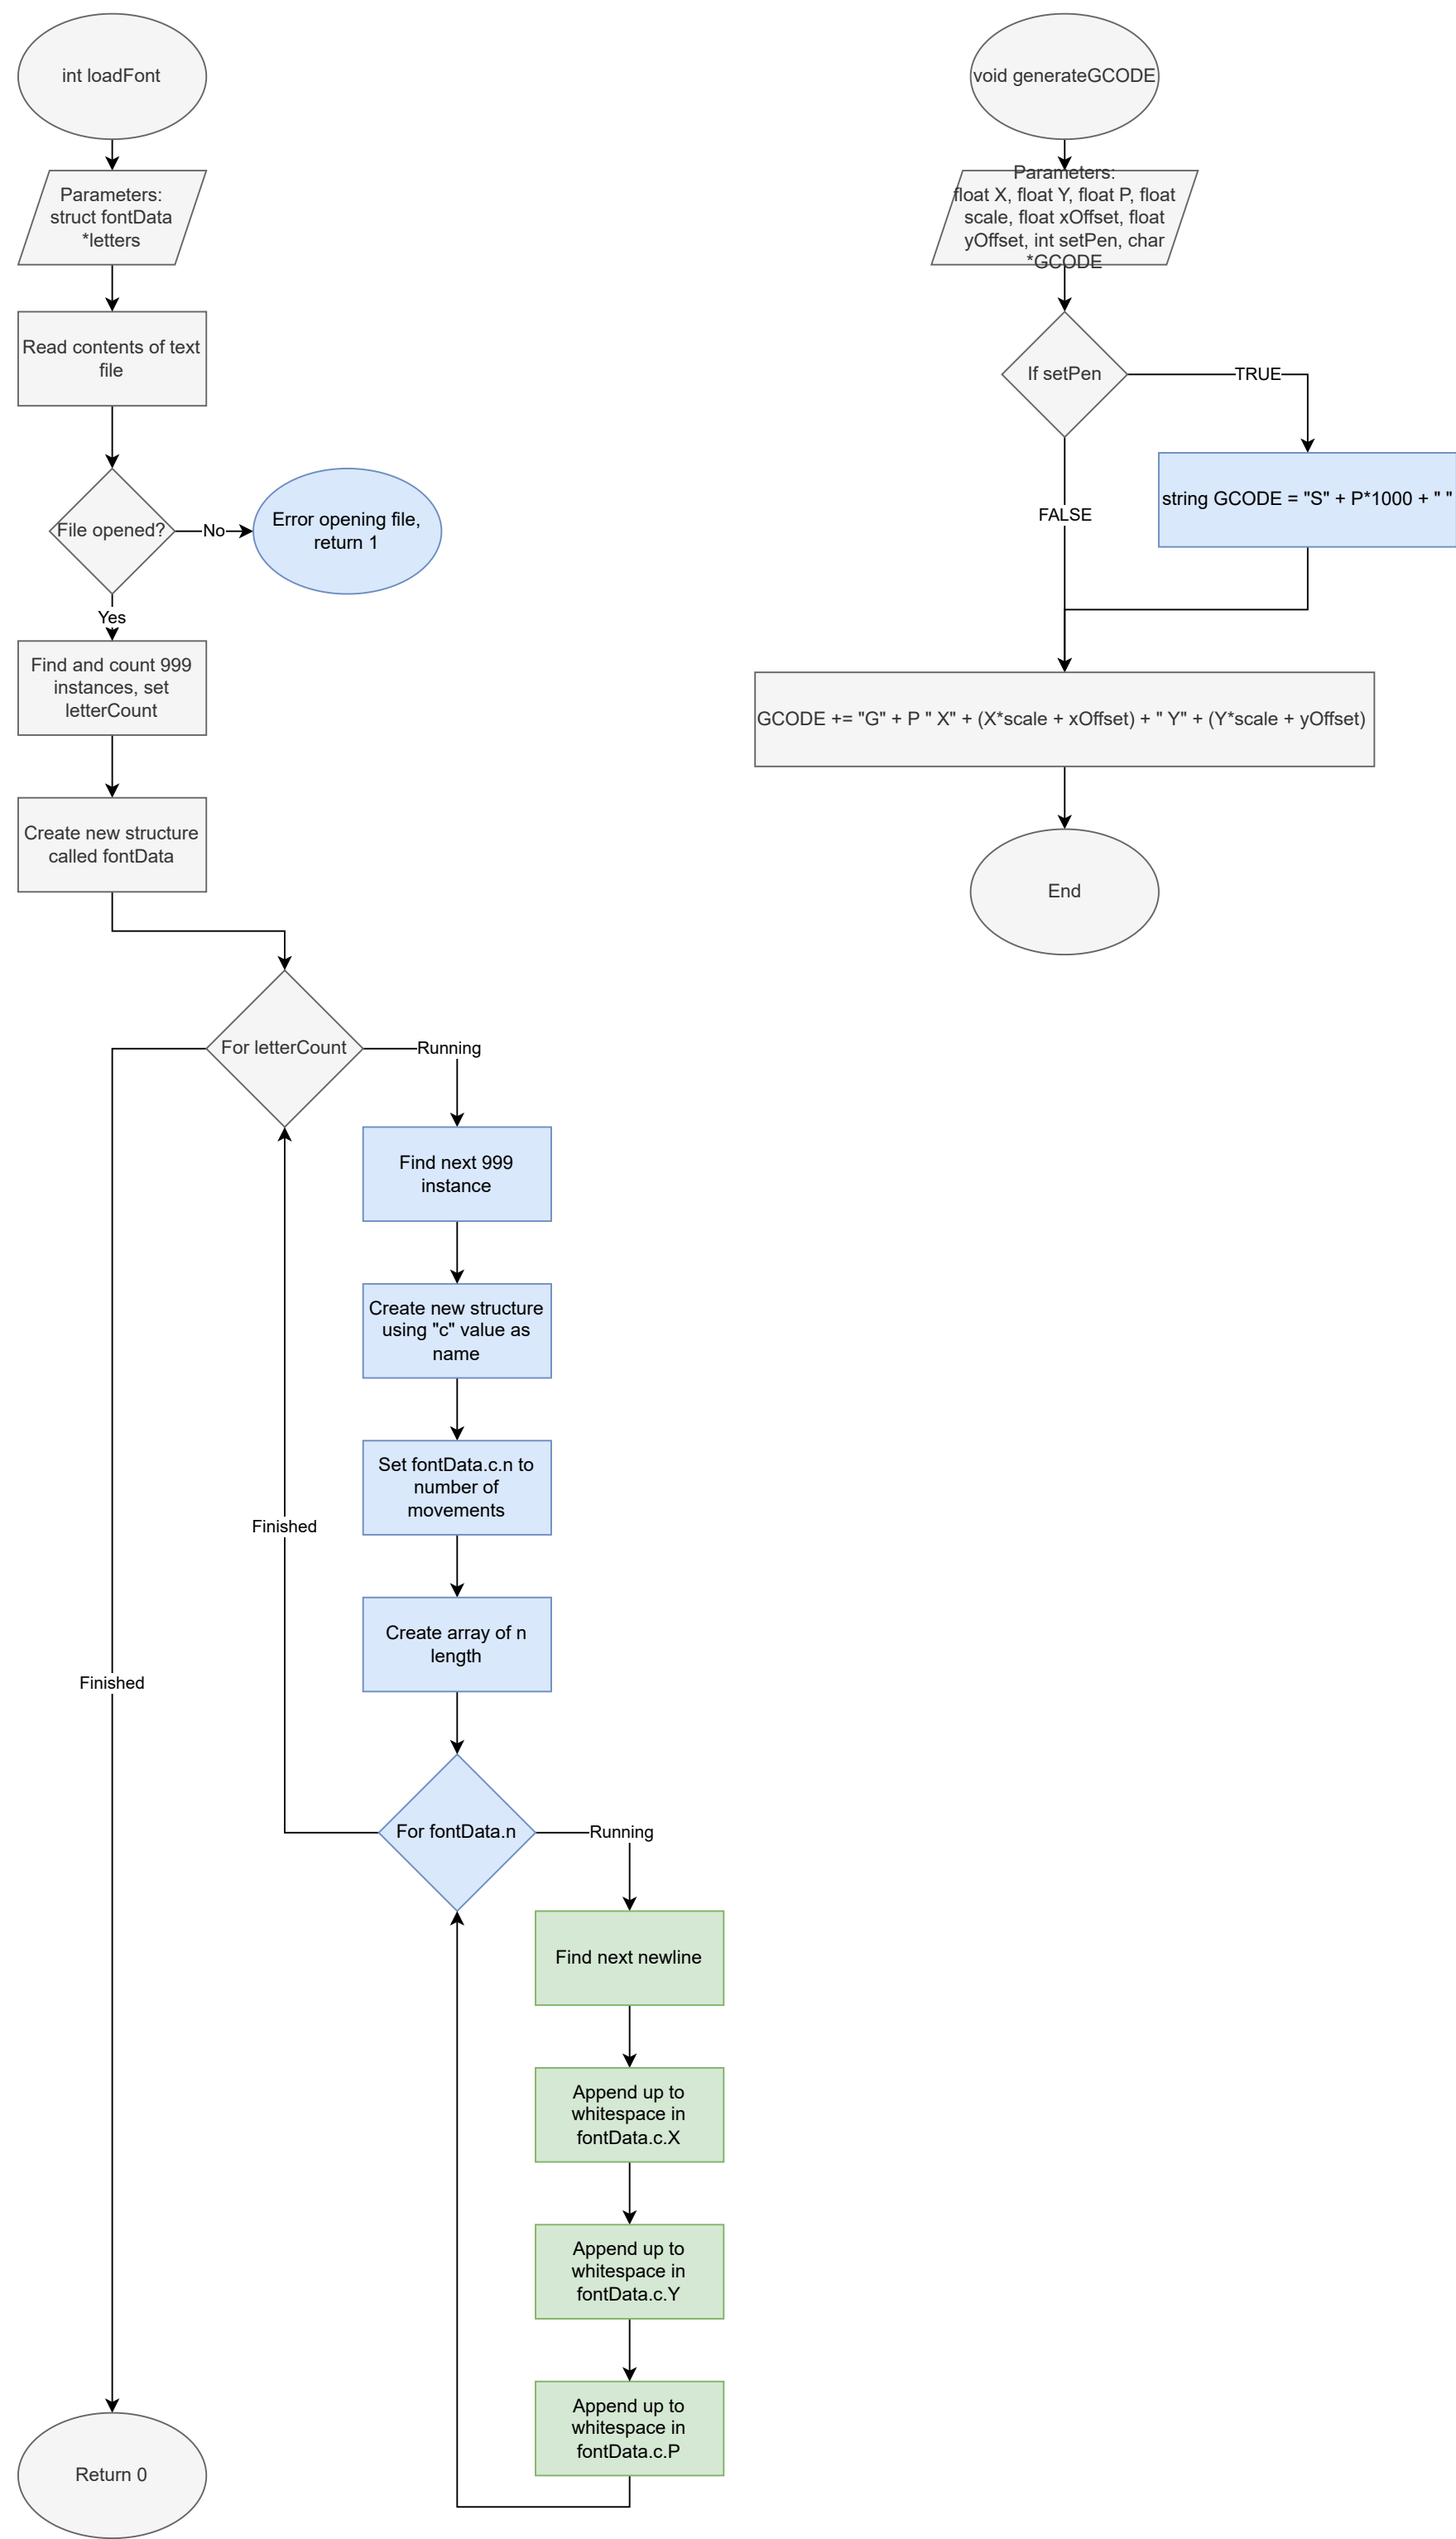 int loadFont
Parameters:
struct fontData
*letters
Read contents of text
file
File opened?
No
Error opening file,
return 1
Yes
Find and count 999
instances, set
letterCount
Create new structure
called fontData
For letterCount
Running
Find next 999
instance
Create new structure
using "c" value as
name
Set fontData.c.n to
number of
movements
Create array of n
length
For fontData.n
Running
Find next newline
Append up to
whitespace in
fontData.c.X
Append up to
whitespace in
fontData.c.Y
Append up to
whitespace in
fontData.c.P
Finished
Finished
Return 0
void generateGCODE
Parameters:
float X, float Y, float P, float
scale, float xOffset, float
yOffset, int setPen, char
*GCODE
If setPen
TRUE
string GCODE = "S" + P*1000 + " "
FALSE
GCODE += "G" + P " X" + (X*scale + xOffset) + " Y" + (Y*scale + yOffset)
End